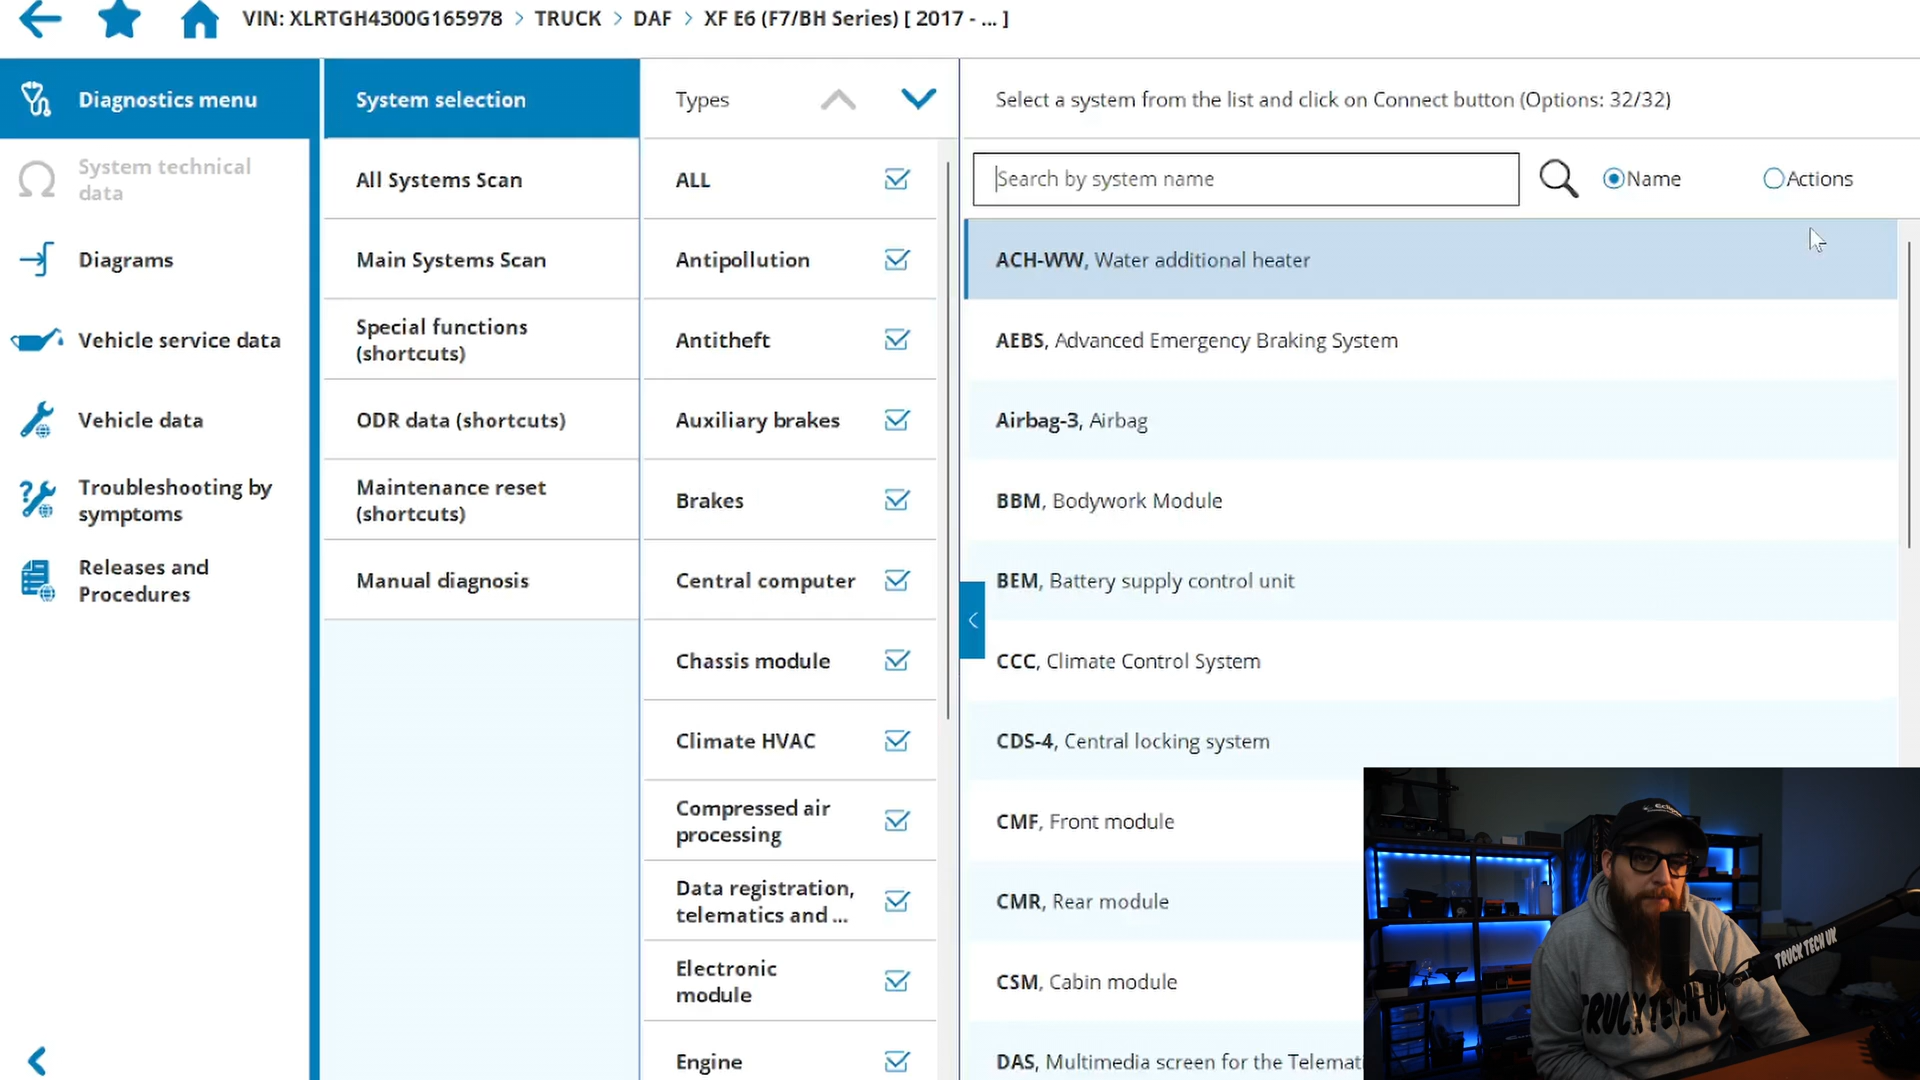 VIN: XLRTGH4300G165978 > TRUCK > DAF > XF E6 (F7/BH Series) [ 2017 - ... ]
Diagnostics menu
System technical
data
Diagrams
Vehicle service data
Vehicle data
Troubleshooting by
symptoms
Releases and
Procedures
System selection
All Systems Scan
Main Systems Scan
Special functions
(shortcuts)
ODR data (shortcuts)
Maintenance reset
(shortcuts)
Manual diagnosis
Types
ALL
Antipollution
Antitheft
Auxiliary brakes
Brakes
Central computer
Chassis module
Climate HVAC
Compressed air
processing
Data registration,
telematics and ...
Electronic
module
Engine
Select a system from the list and click on Connect button (Options: 32/32)
Search by system name
Name
Actions
ACH-WW, Water additional heater
AEBS, Advanced Emergency Braking System
Airbag-3, Airbag
BBM, Bodywork Module
BEM, Battery supply control unit
CCC, Climate Control System
CDS-4, Central locking system
CMF, Front module
CMR, Rear module
CSM, Cabin module
DAS, Multimedia screen for the Telemati
TRUCK TECH UK
TRUCK TECH U